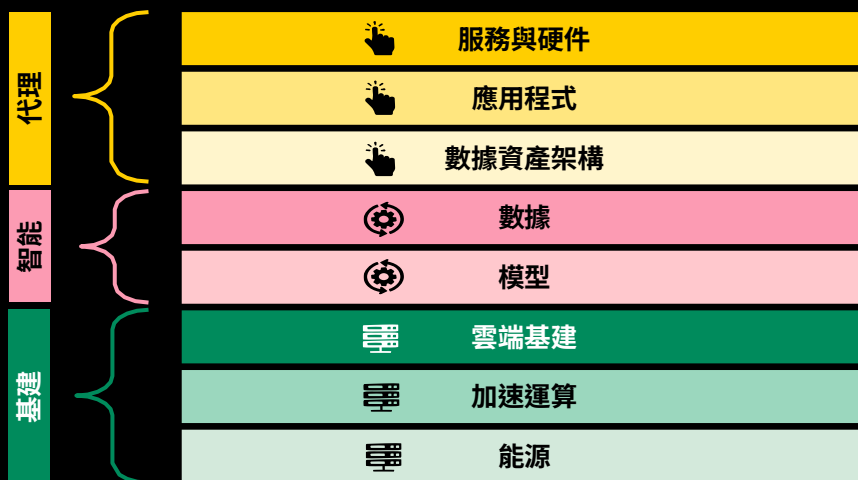 代理
服務與硬件
應用程式
數據資產架構
智能
數據
模型
基建
雲端基建
加速運算
能源